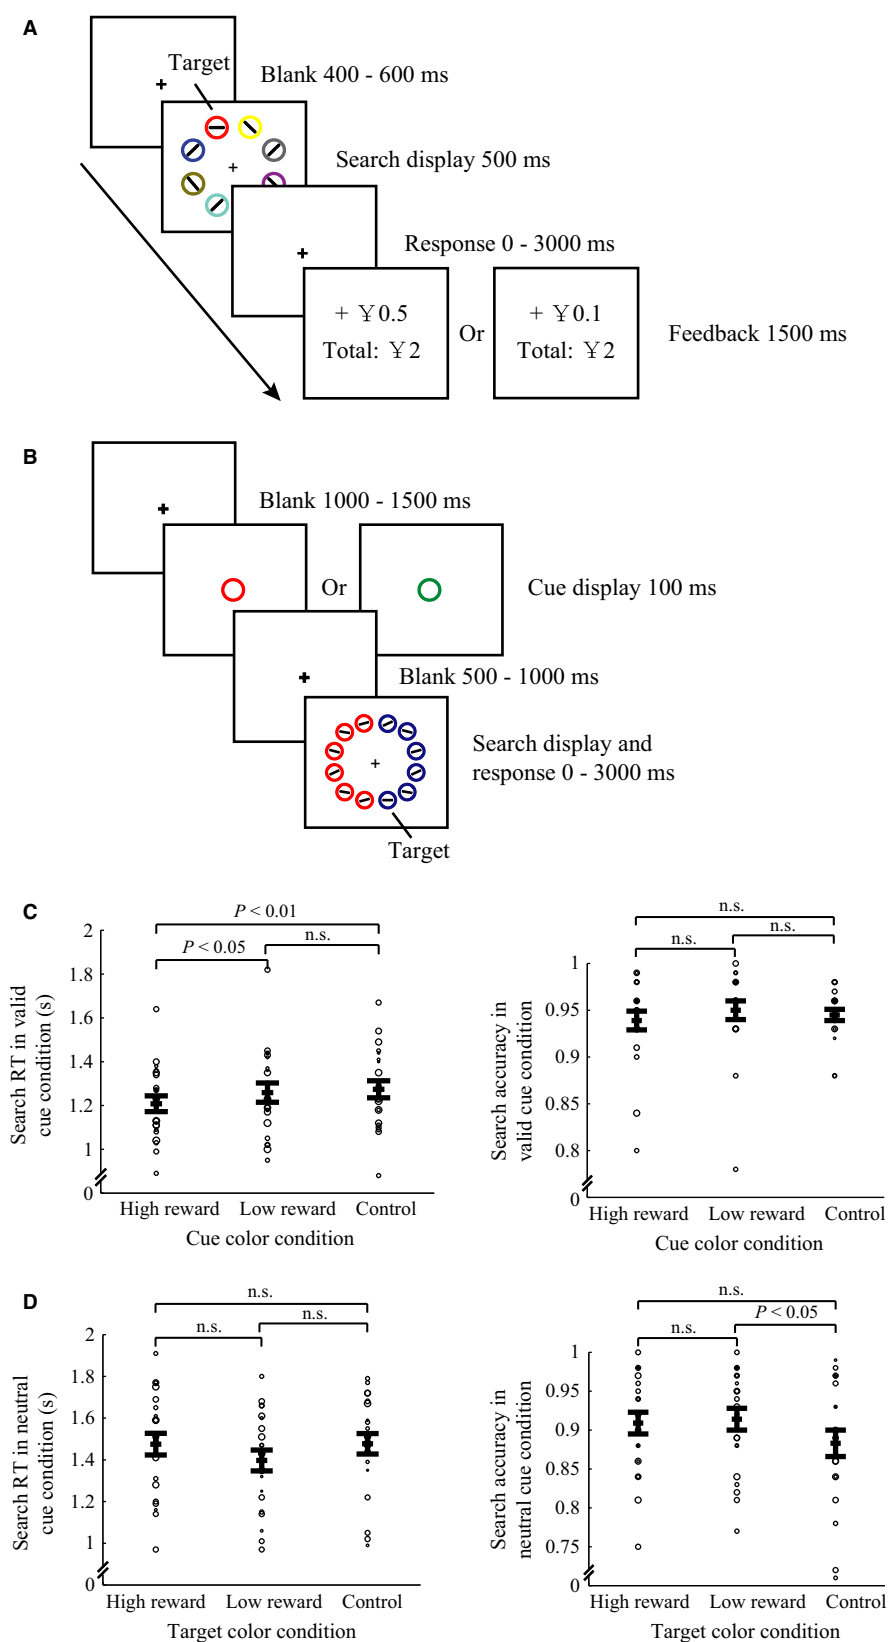 A
Target
Blank 400 - 600 ms
Search display 500 ms
Response 0 - 3000 ms
+ ¥0.5
Total: ¥2
Or
+ ¥0.1
Total: ¥2
Feedback 1500 ms
B
Blank 1000 - 1500 ms
Or
Cue display 100 ms
Blank 500 - 1000 ms
Search display and
response 0 - 3000 ms
Target
C
P < 0.01
P < 0.05
n.s.
2
1.8
1.6
1.4
1.2
1
0
Search RT in valid
cue condition (s)
High reward Low reward Control
Cue color condition
n.s.
n.s.
n.s.
1
0.95
0.9
0.85
0.8
0
Search accuracy in
valid cue condition
High reward Low reward Control
Cue color condition
D
n.s.
n.s.
n.s.
2
1.8
1.6
1.4
1.2
1
0
Search RT in neutral
cue condition (s)
High reward Low reward Control
Target color condition
n.s.
P < 0.05
n.s.
1
0.95
0.9
0.85
0.8
0.75
0
Search accuracy in
neutral cue condition
High reward Low reward Control
Target color condition